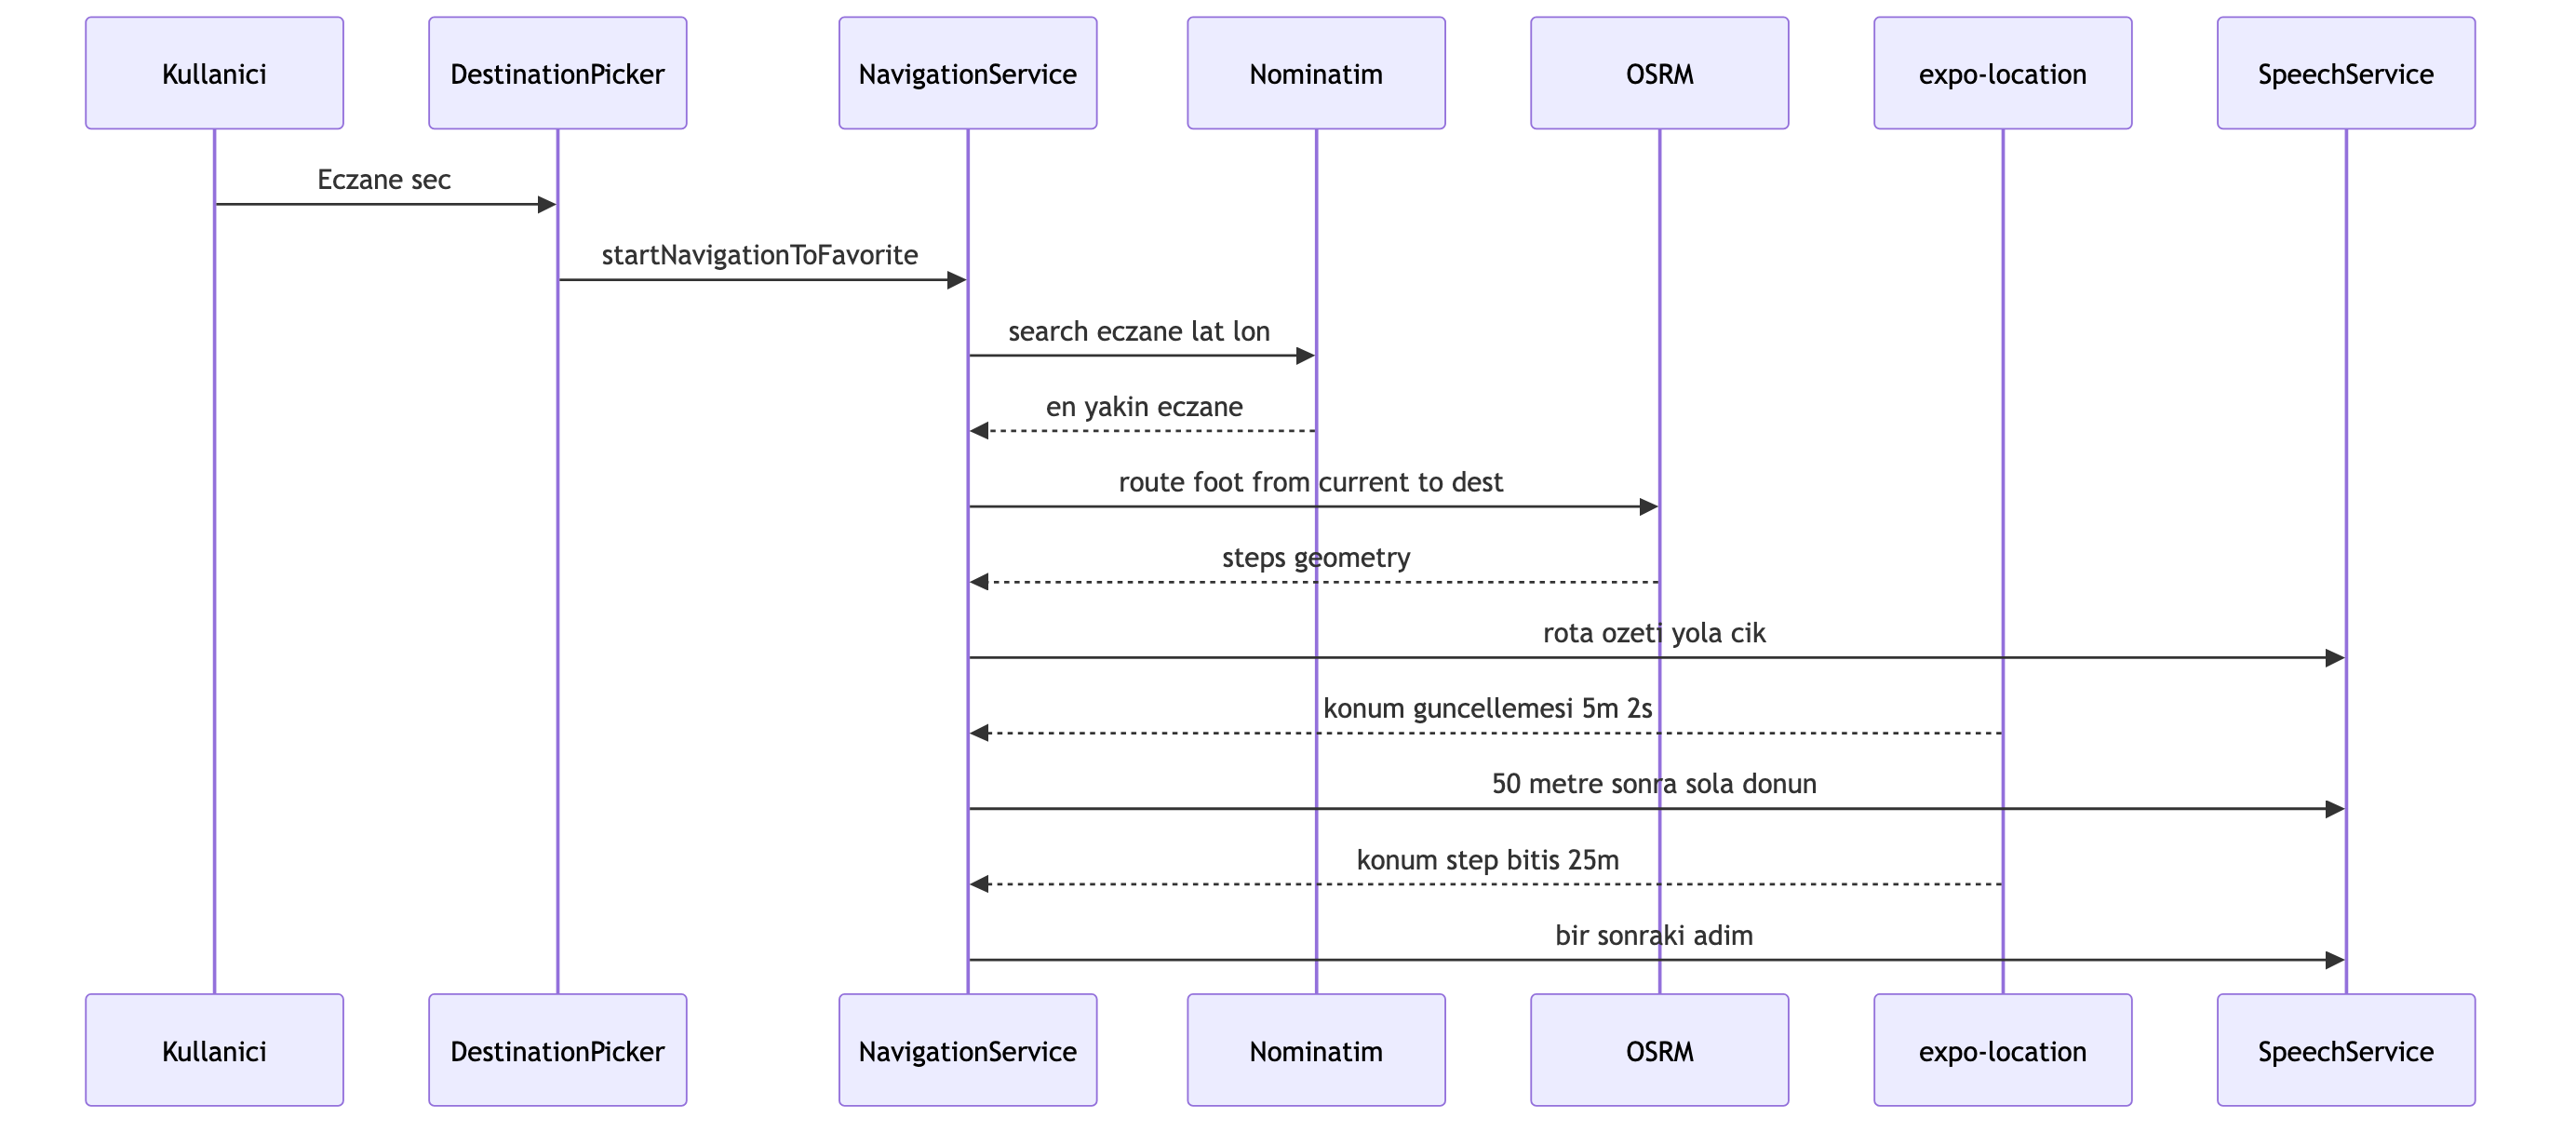 Kullanici
DestinationPicker
NavigationService
Nominatim
OSRM
expo-location
SpeechService
Eczane sec
startNavigationToFavorite
search eczane lat lon
en yakin eczane
route foot from current to dest
steps geometry
rota ozeti yola cik
konum guncellemesi 5m 2s
50 metre sonra sola donun
konum step bitis 25m
bir sonraki adim
Kullanici
DestinationPicker
NavigationService
Nominatim
OSRM
expo-location
SpeechService